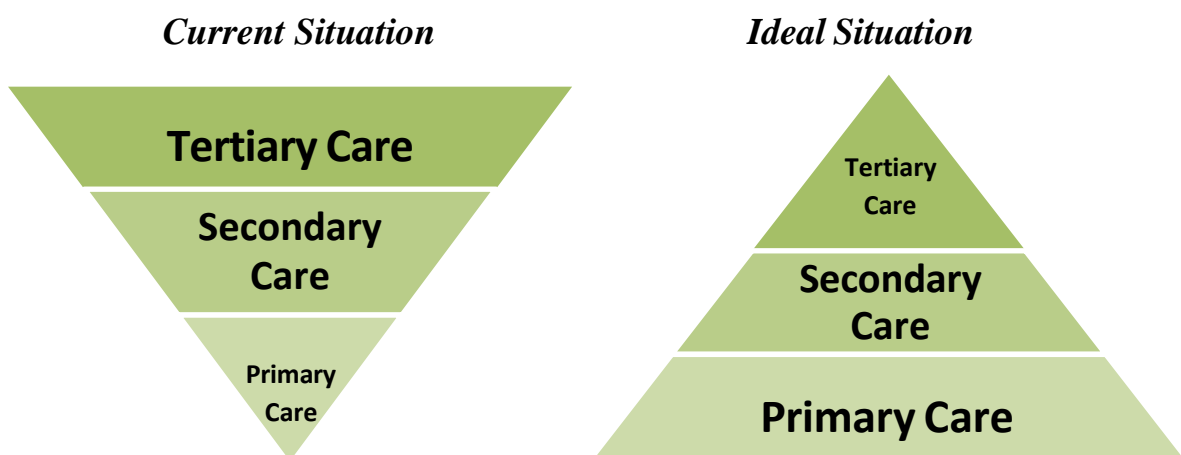 Current Situation
Tertiary Care
Secondary
Care
Primary
Care
Ideal Situation
Tertiary
Care
Secondary
Care
Primary Care